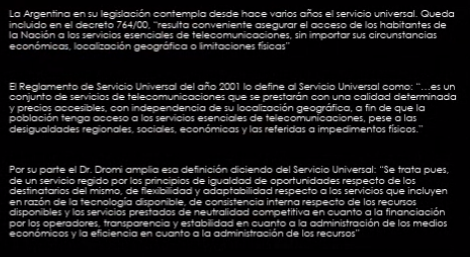 La Argentina en su legislación contempla desde hace varios años el servicio universal. Queda
incluido en el decreto 764/00, “resulta conveniente asegurar el acceso de los habitantes de
la Nación a los servicios esenciales de telecomunicaciones, sin importar sus circunstancias
económicas, localización geográfica o limitaciones físicas”
El Reglamento de Servicio Universal del año 2001 lo define al Servicio Universal como: “…es un
conjunto de servicios de telecomunicaciones que se prestarán con una calidad determinada
y precios accesibles, con independencia de su localización geográfica, a fin de que la
población tenga acceso a los servicios esenciales de telecomunicaciones, pese a las
desigualdades regionales, sociales, económicas y las referidas a impedimentos físicos.”
Por su parte el Dr. Dromi amplia esa definición diciendo del Servicio Universal: “Se trata pues,
de un servicio regido por los principios de igualdad de oportunidades respecto de los
destinatarios del mismo, de flexibilidad y adaptabilidad respecto a los servicios que incluyen
en razón de la tecnología disponible, de consistencia interna respecto de los recursos
disponibles y los servicios prestados de neutralidad competitiva en cuanto a la financiación
por los operadores, transparencia y estabilidad en cuanto a la administración de los medios
económicos y la eficiencia en cuanto a la administración de los recursos”